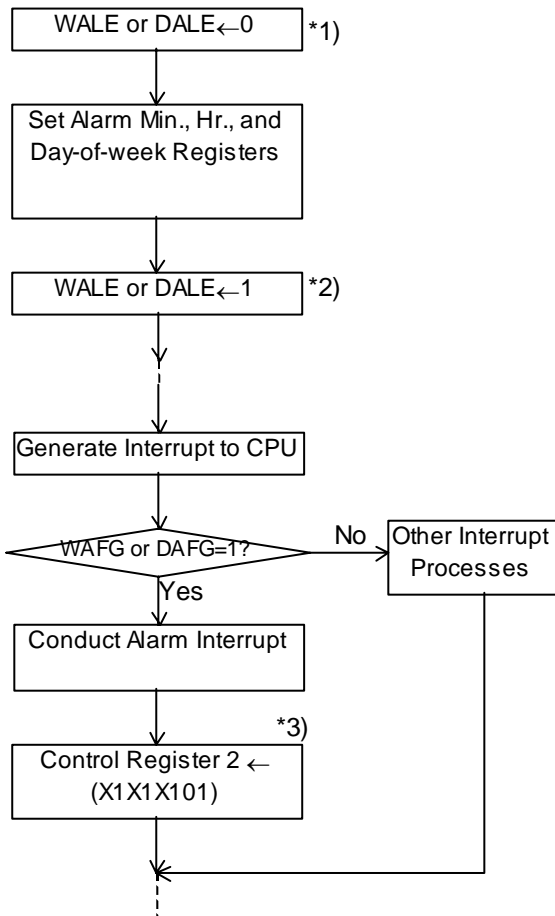 WALE or DALE←0
*1)
Set Alarm Min., Hr., and
Day-of-week Registers
WALE or DALE←1
*2)
Generate Interrupt to CPU
WAFG or DAFG=1?
No
Other Interrupt
Processes
Yes
Conduct Alarm Interrupt
*3)
Control Register 2 ←
(X1X1X101)